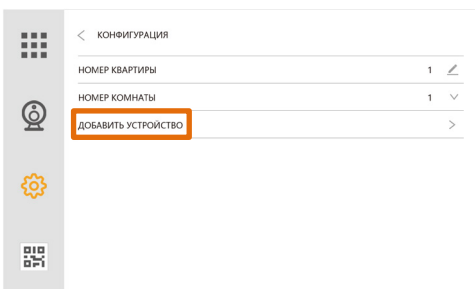 КОНФИГУРАЦИЯ
НОМЕР КВАРТИРЫ 1
НОМЕР КОМНАТЫ 1
ДОБАВИТЬ УСТРОЙСТВО